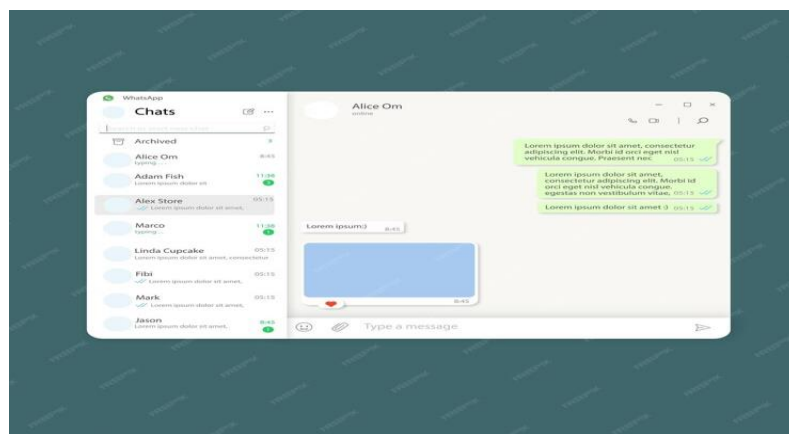 WhatsApp
Chats
Archived
Alice Om 8:45
typing...
Adam Fish 11:36
Lorem ipsum dolor sit
Alex Store 05:15
Lorem ipsum dolor sit amet,
Marco 11:36
typing...
Linda Cupcake 05:15
Lorem ipsum dolor sit amet, consectetur
Fibi 05:15
Lorem ipsum dolor sit amet,
Mark 05:15
Lorem ipsum dolor sit amet,
Jason 8:45
Lorem ipsum dolor sit amet,
Alice Om
online
Lorem ipsum dolor sit amet, consectetur
adipiscing elit. Morbi id orci eget nisl
vehicula congue. Praesent nec 05:15
Lorem ipsum dolor sit amet,
consectetur adipiscing elit. Morbi id
orci eget nisl vehicula congue.
egestas non vestibulum vitae, 05:15
Lorem ipsum dolor sit amet :) 05:15
Lorem ipsum:) 8:45
8:45
Type a message